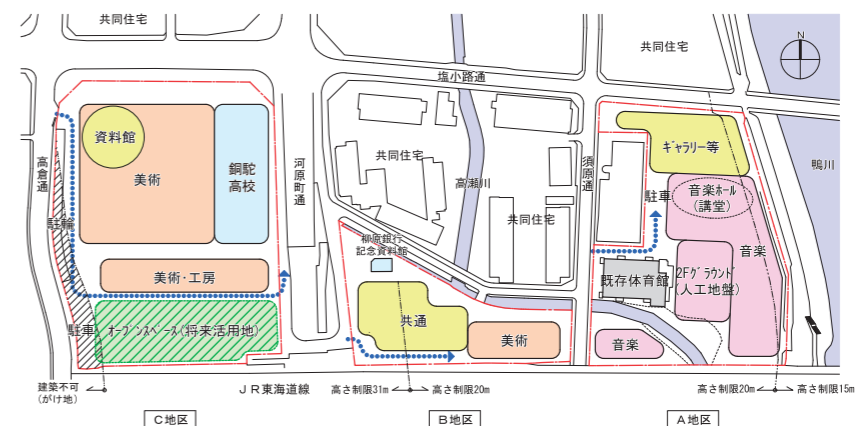 共同住宅
共同住宅
N
塩小路通
資料館
美術
銅駝
高校
高倉通
河原町通
共同住宅
高瀬川
須原通
ギャラリー等
鴨川
駐車
音楽ホール
(講堂)
音楽
駐輪
柳原銀行
記念資料館
共同住宅
美術・工房
既存体育館
2Fグラウンド
(人工地盤)
駐車
オープンスペース(将来活用地)
共通
美術
音楽
建築不可
(がけ地)
JR東海道線
高さ制限31m
高さ制限20m
高さ制限20m
高さ制限15m
C地区
B地区
A地区